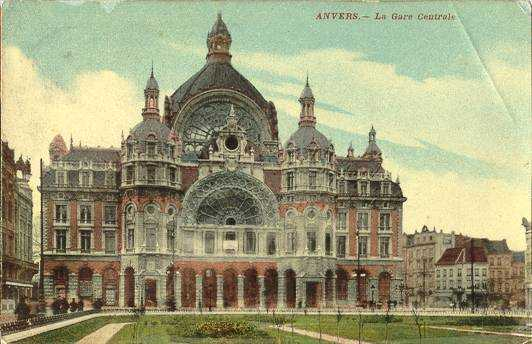 ANVERS. – La Gare Centrale